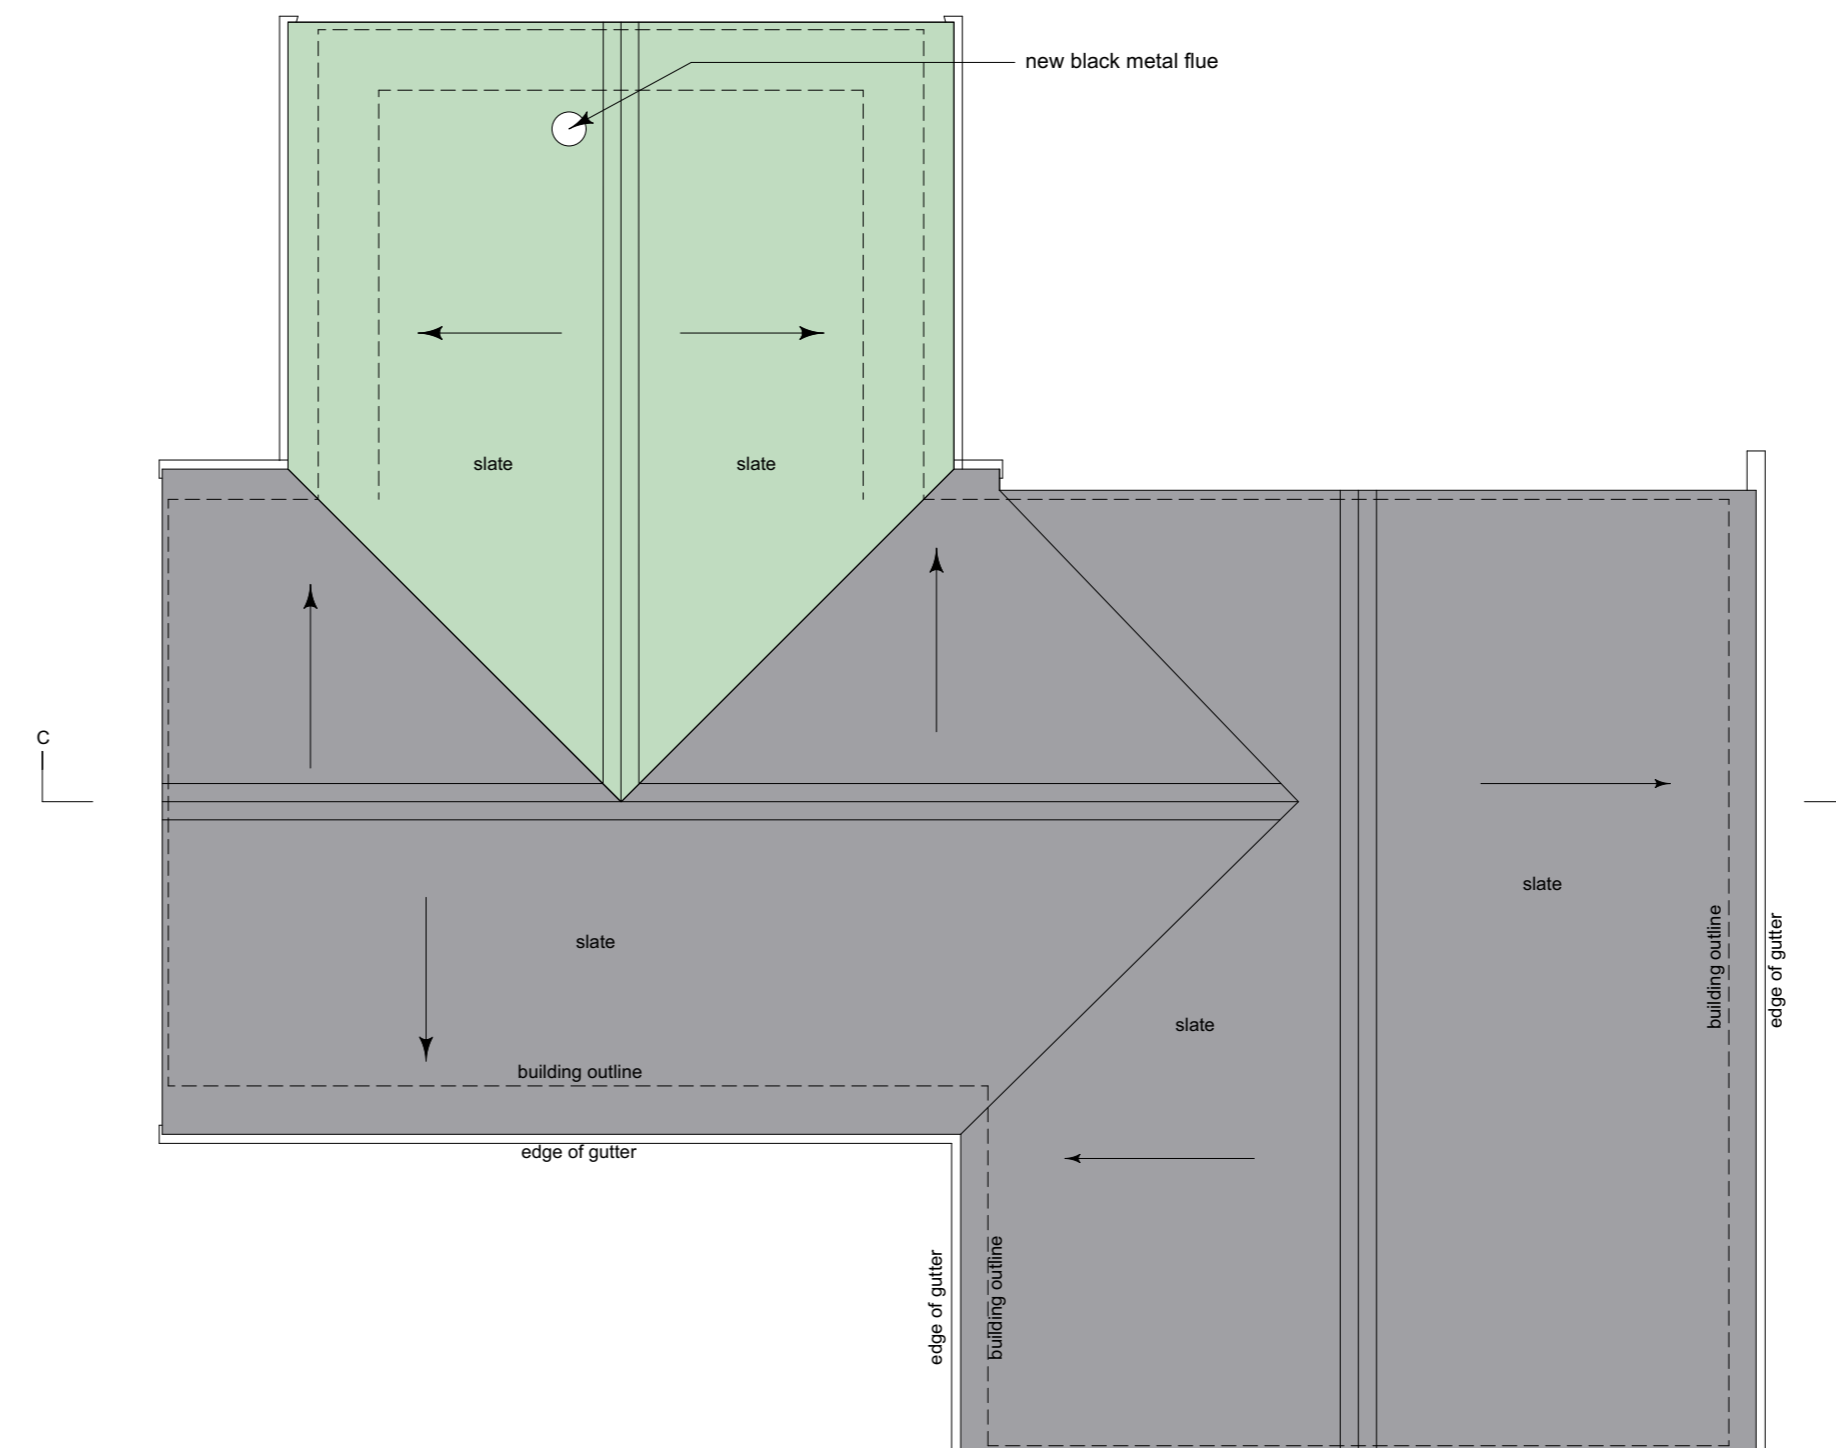 new black metal flue
slate
slate
C
slate
slate
building outline
edge of gutter
slate
building outline
edge of gutter
edge of gutter
building outline